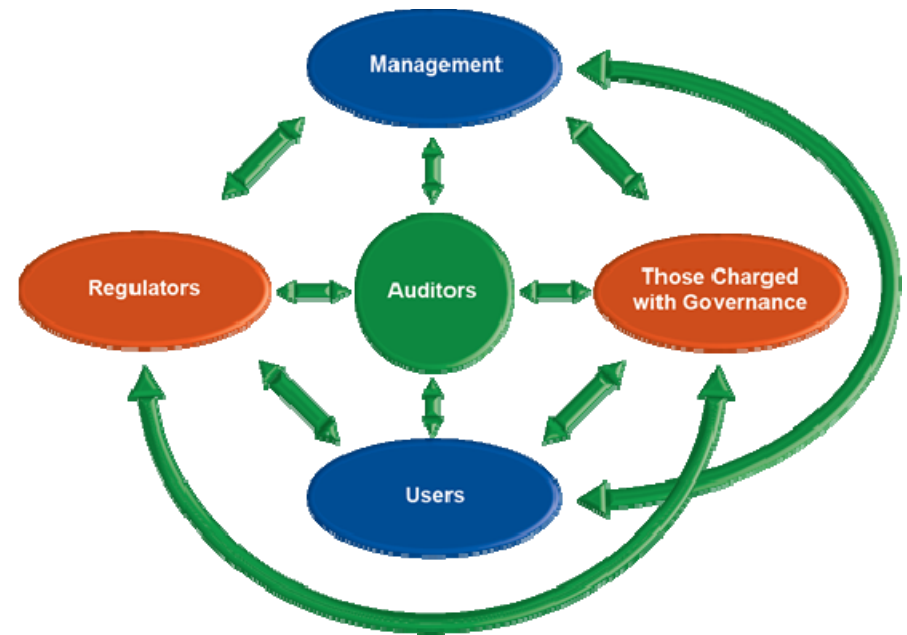 Management
Regulators
Auditors
Those Charged
with Governance
Users